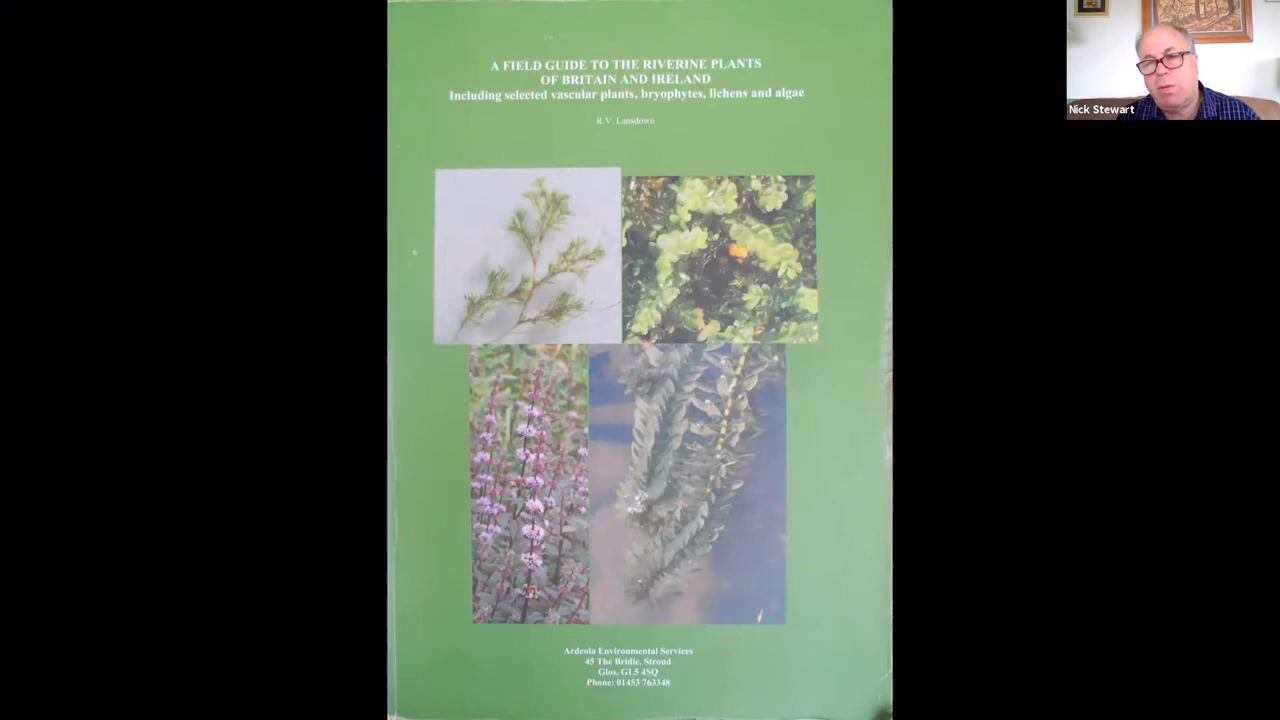 A FIELD GUIDE TO THE RIVERINE PLANTS
OF BRITAIN AND IRELAND
Including selected vascular plants, bryophytes, lichens and algae
R.V. Lansdown
Ardeola Environmental Services
45 The Bridle, Stroud
Glos. GL5 4SQ
Phone: 01453 763348
Nick Stewart